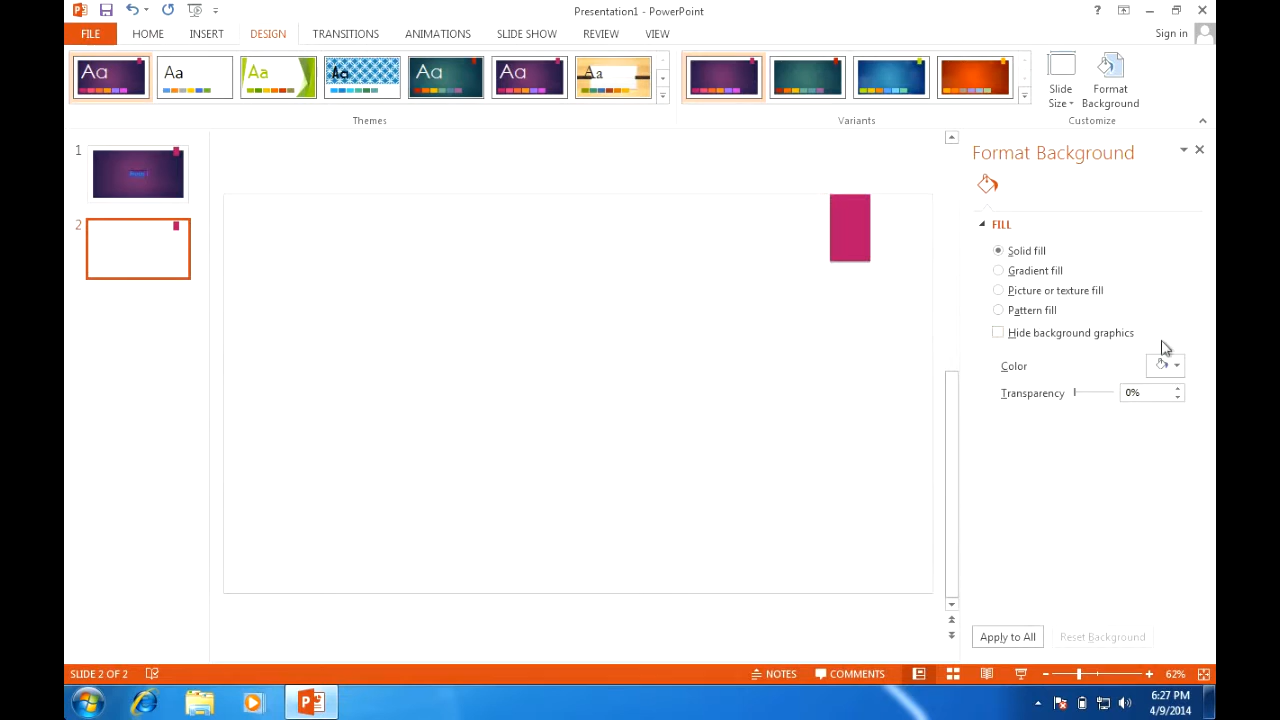 Presentation1 - PowerPoint
?
FILE
HOME
INSERT
DESIGN
TRANSITIONS
ANIMATIONS
SLIDE SHOW
REVIEW
VIEW
Sign in
Aa
Aa
Aa
Aa
Aa
Aa
Aa
Slide
Size
Format
Background
Themes
Variants
Customize
1
2
Format Background
FILL
Solid fill
Gradient fill
Picture or texture fill
Pattern fill
Hide background graphics
Color
Transparency
0%
Apply to All
Reset Background
SLIDE 2 OF 2
NOTES
COMMENTS
62%
6:27 PM
4/9/2014